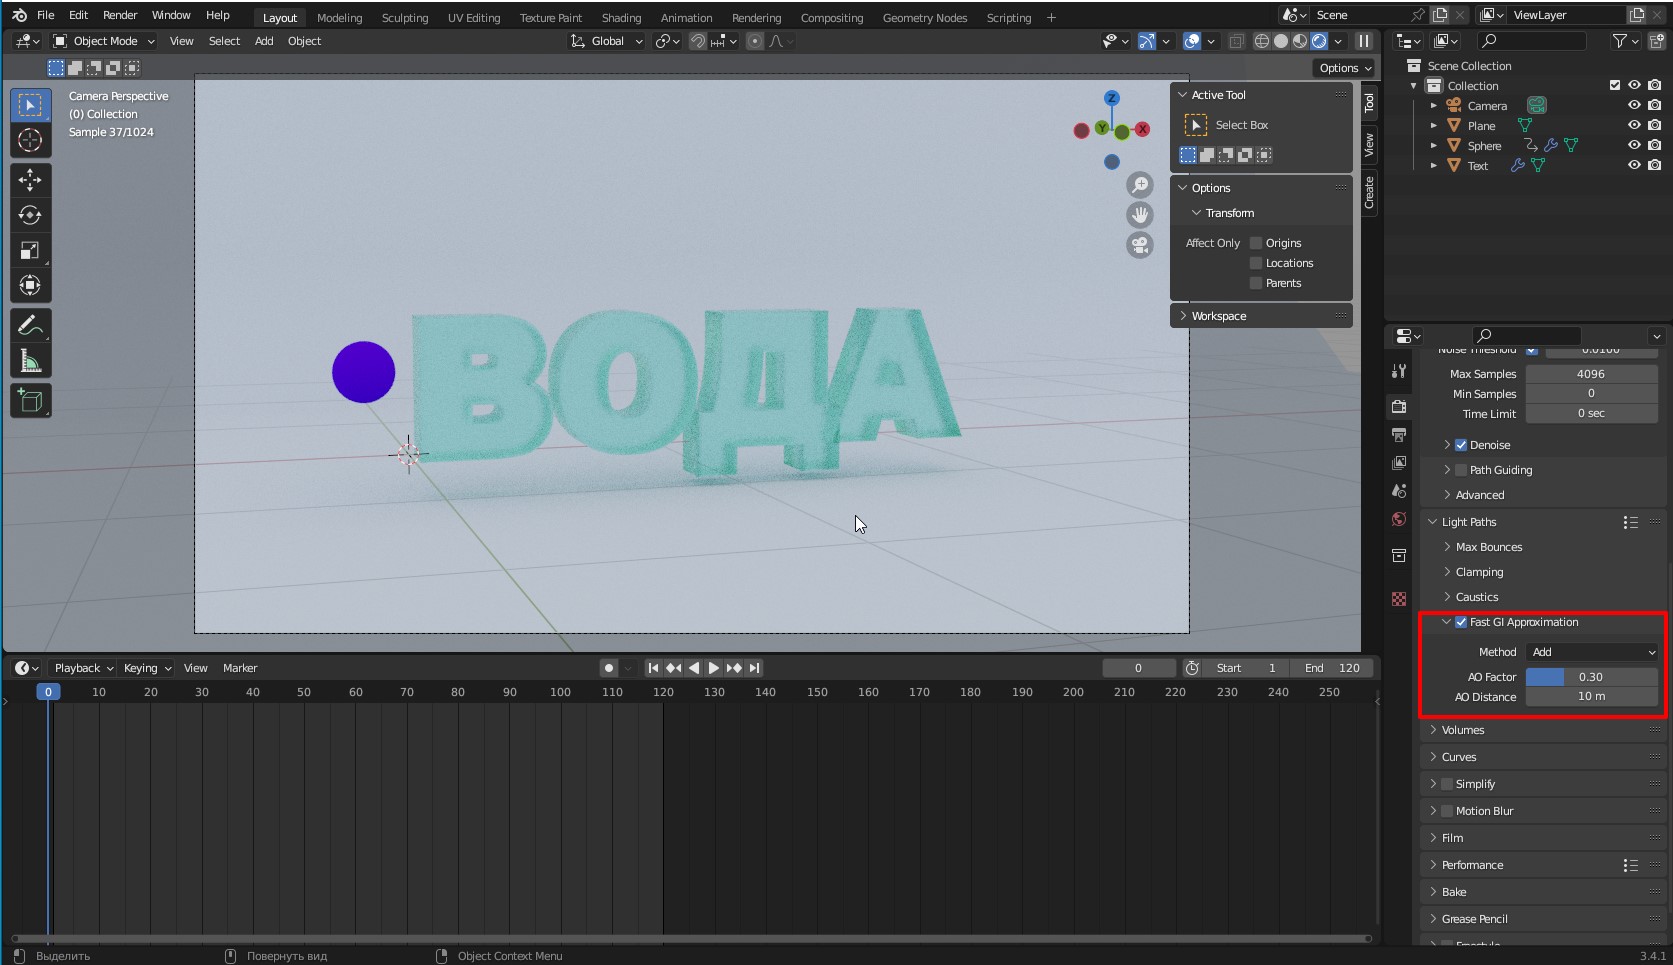 File Edit Render Window Help Layout Modeling Sculpting UV Editing Texture Paint Shading Animation Rendering Compositing Geometry Nodes Scripting + Scene ViewLayer
Object Mode View Select Add Object Global
Options
Camera Perspective
(0) Collection
Sample 37/1024
Z
Y
X
ВОДА
Active Tool
Select Box
Options
Transform
Affect Only Origins
Locations
Parents
Workspace
Tool
View
Create
Scene Collection
Collection
Camera
Plane
Sphere
Text
Noise Threshold 0.0100
Max Samples 4096
Min Samples 0
Time Limit 0 sec
Denoise
Path Guiding
Advanced
Light Paths
Max Bounces
Clamping
Caustics
Fast GI Approximation
Method Add
AO Factor 0.30
AO Distance 10 m
Volumes
Curves
Simplify
Motion Blur
Film
Performance
Bake
Grease Pencil
Freestyle
Playback Keying View Marker 0 Start 1 End 120
0 10 20 30 40 50 60 70 80 90 100 110 120 130 140 150 160 170 180 190 200 210 220 230 240 250
Выделить Повернуть вид Object Context Menu 3.4.1